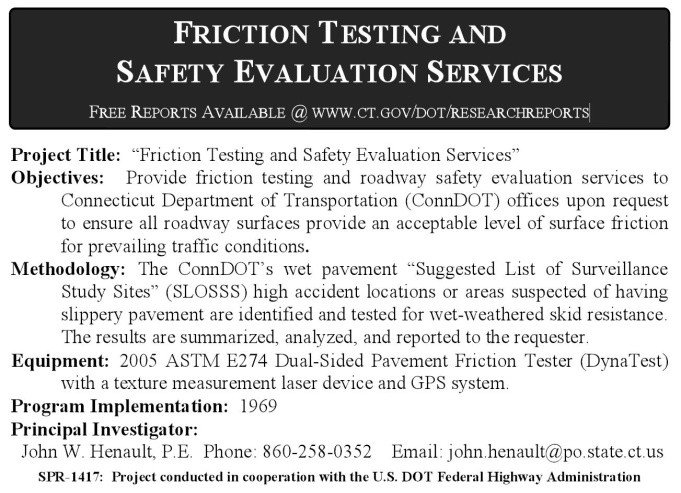 FRICTION TESTING AND
SAFETY EVALUATION SERVICES
FREE REPORTS AVAILABLE @ WWW.CT.GOV/DOT/RESEARCHREPORTS
Project Title: “Friction Testing and Safety Evaluation Services”
Objectives: Provide friction testing and roadway safety evaluation services to
Connecticut Department of Transportation (ConnDOT) offices upon request
to ensure all roadway surfaces provide an acceptable level of surface friction
for prevailing traffic conditions.
Methodology: The ConnDOT’s wet pavement “Suggested List of Surveillance
Study Sites” (SLOSSS) high accident locations or areas suspected of having
slippery pavement are identified and tested for wet-weathered skid resistance.
The results are summarized, analyzed, and reported to the requester.
Equipment: 2005 ASTM E274 Dual-Sided Pavement Friction Tester (DynaTest)
with a texture measurement laser device and GPS system.
Program Implementation: 1969
Principal Investigator:
John W. Henault, P.E. Phone: 860-258-0352 Email: john.henault@po.state.ct.us
SPR-1417: Project conducted in cooperation with the U.S. DOT Federal Highway Administration